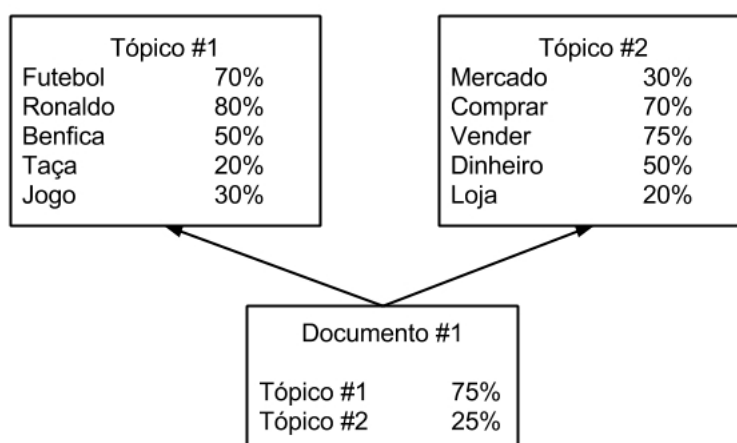 Tópico #1
Futebol 70%
Ronaldo 80%
Benfica 50%
Taça 20%
Jogo 30%
Tópico #2
Mercado 30%
Comprar 70%
Vender 75%
Dinheiro 50%
Loja 20%
Documento #1
Tópico #1 75%
Tópico #2 25%